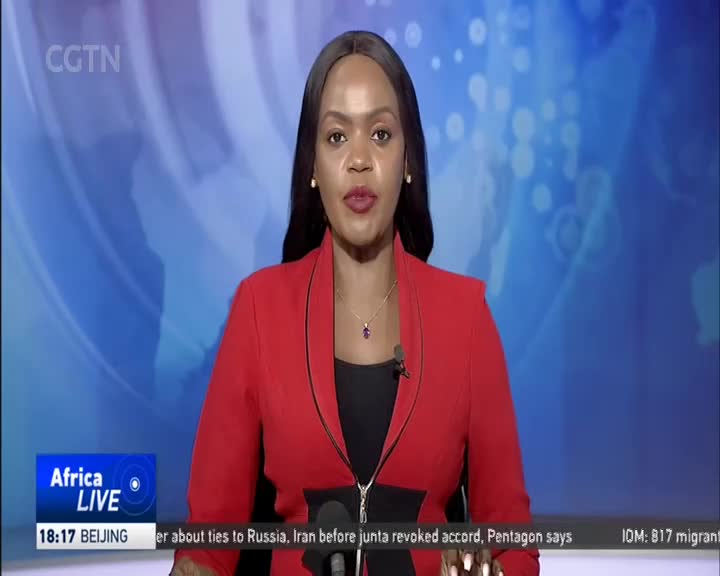 CGTN
Africa
LIVE
18:17 BEIJING
er about ties to Russia, Iran before junta revoked accord, Pentagon says IOM: 817 migrant